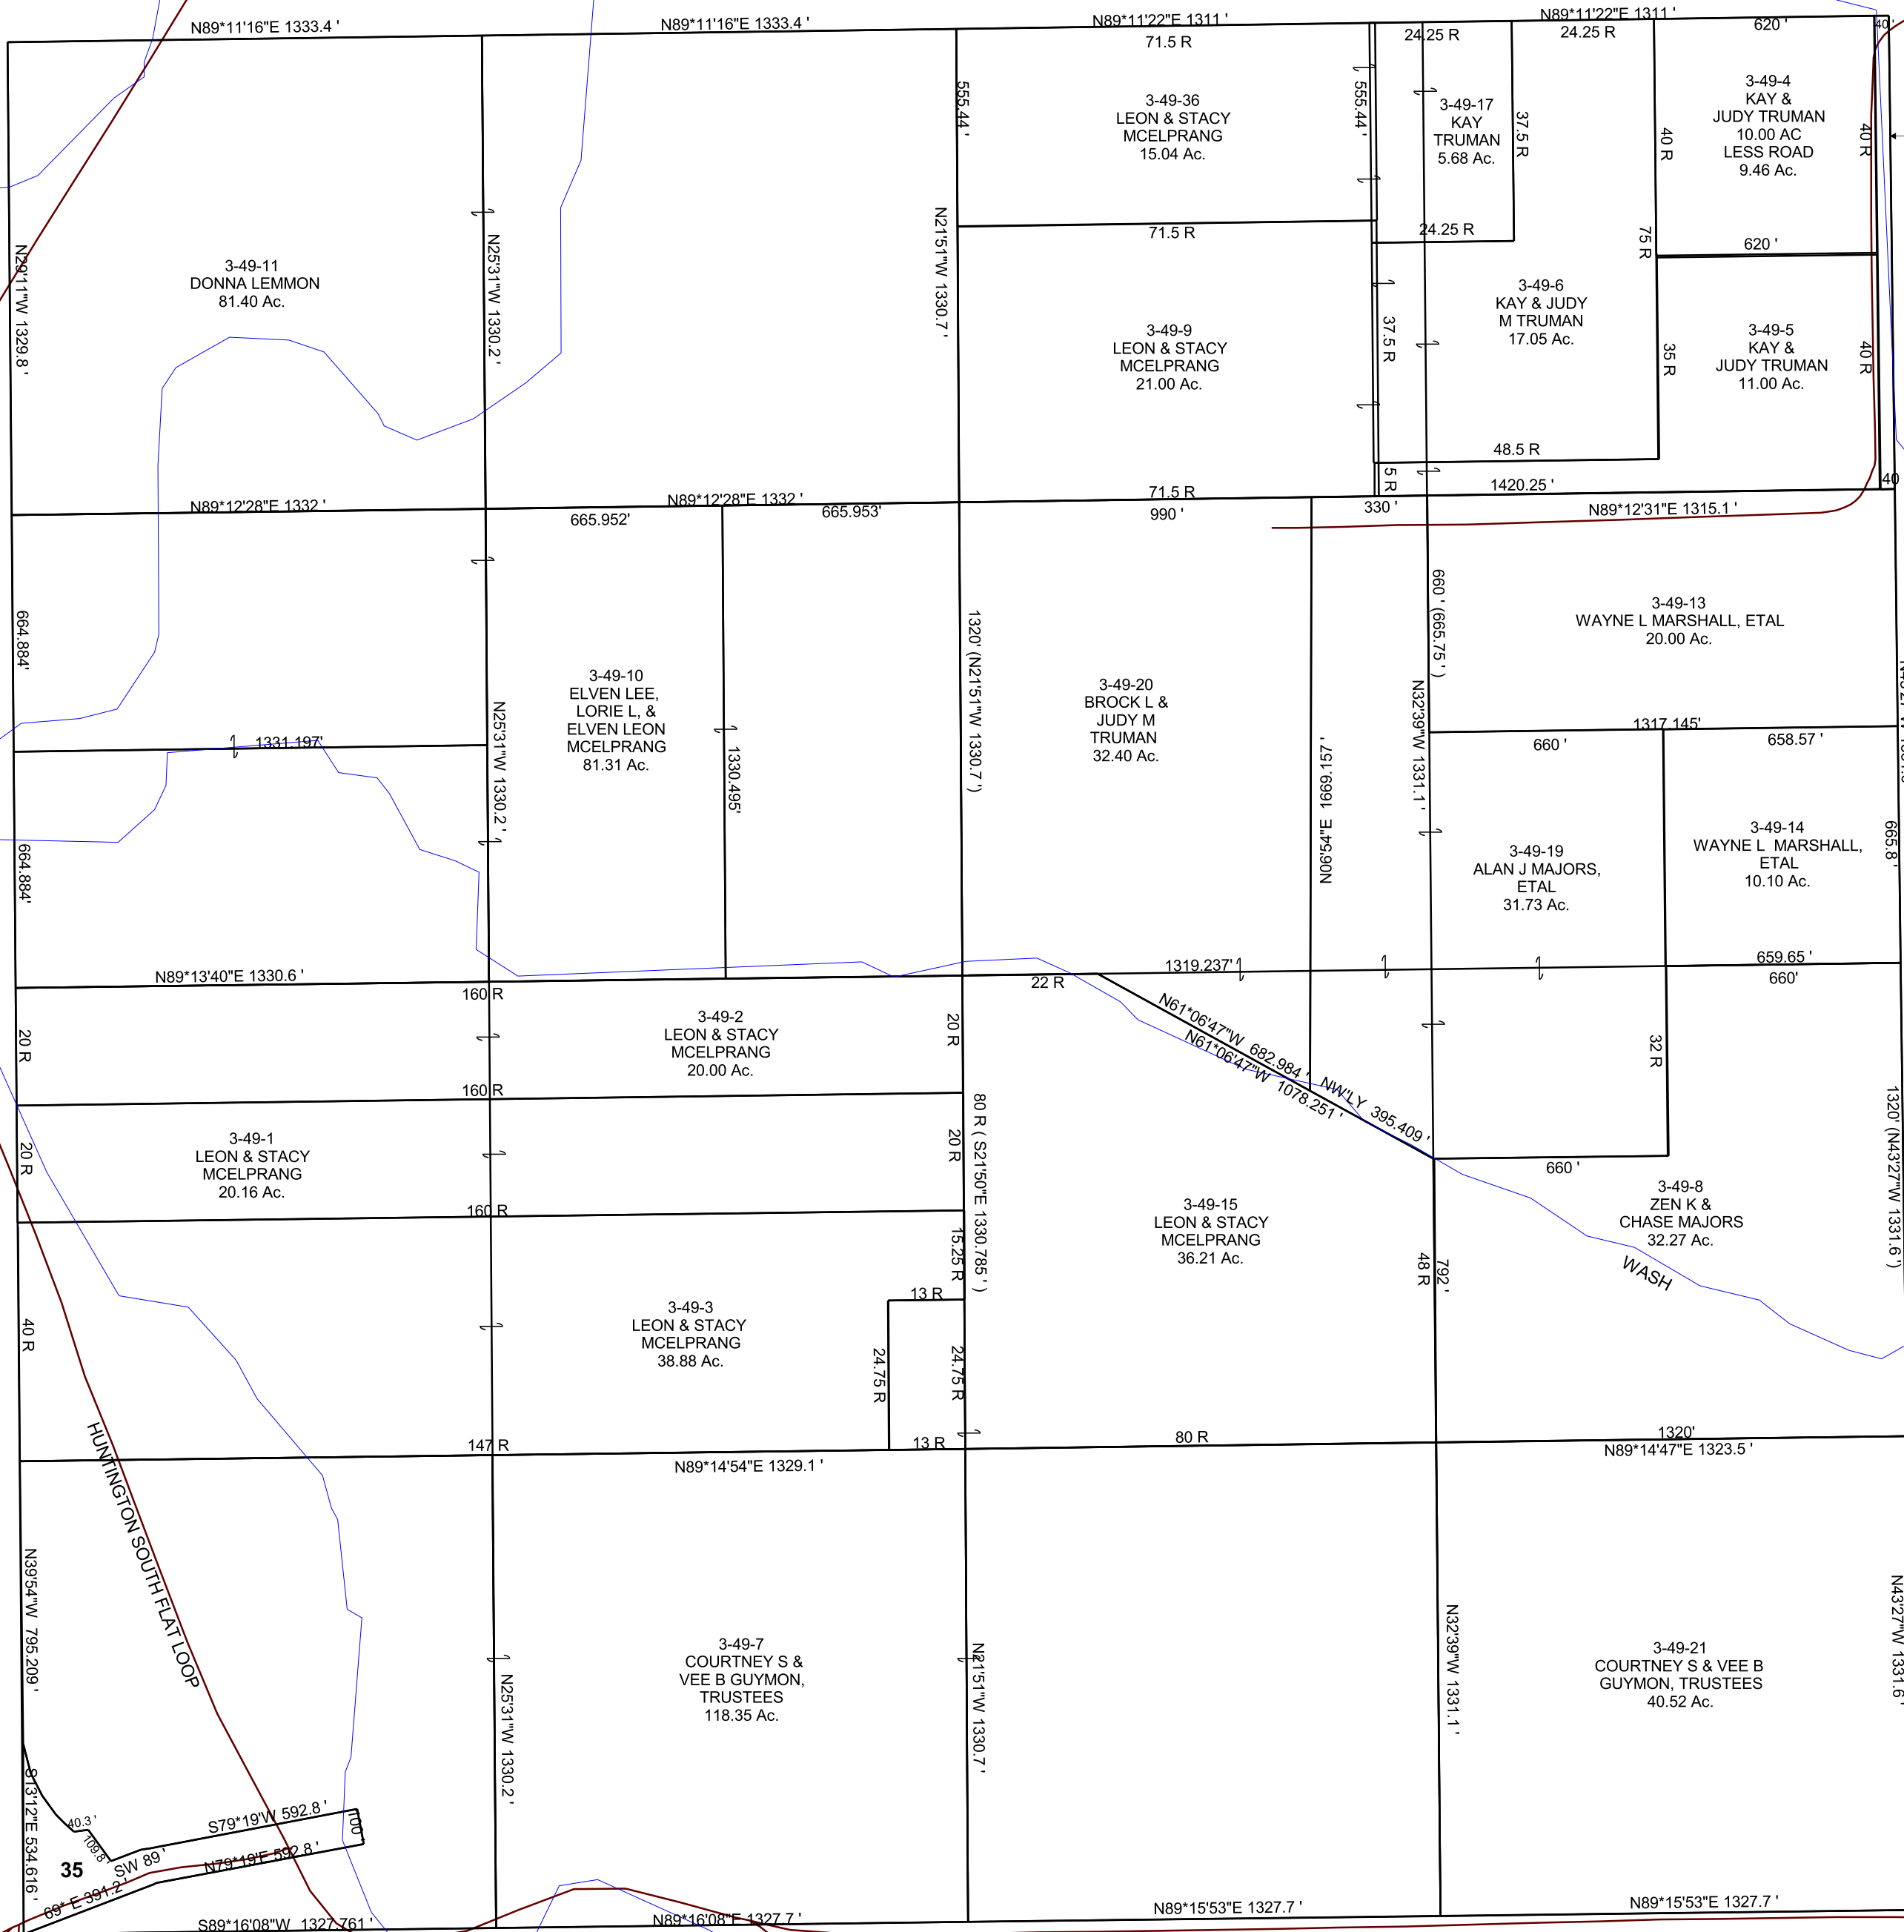 N89*11'16"E 1333.4 '
N89*11'16"E 1333.4 '
N89*11'22"E 1311 '
N89*11'22"E 1311 '
71.5 R
24.25 R
24.25 R
620 '
40 '
555.44 '
555.44 '
3-49-36
LEON & STACY
MCELPRANG
15.04 Ac.
3-49-17
KAY
TRUMAN
5.68 Ac.
37.5 R
40 R
3-49-4
KAY &
JUDY TRUMAN
10.00 AC
LESS ROAD
9.46 Ac.
40 R
N29'11"W 1329.8 '
3-49-11
DONNA LEMMON
81.40 Ac.
N25'31"W 1330.2 '
N21'51"W 1330.7 '
71.5 R
24.25 R
75 R
620 '
3-49-9
LEON & STACY
MCELPRANG
21.00 Ac.
37.5 R
3-49-6
KAY & JUDY
M TRUMAN
17.05 Ac.
35 R
3-49-5
KAY &
JUDY TRUMAN
11.00 Ac.
40 R
48.5 R
5 R
40
N89*12'28"E 1332 '
N89*12'28"E 1332 '
71.5 R
1420.25 '
665.952'
665.953'
990 '
330 '
N89*12'31"E 1315.1 '
664.884'
3-49-10
ELVEN LEE,
LORIE L, &
ELVEN LEON
MCELPRANG
81.31 Ac.
1320' (N21'51"W 1330.7 ')
3-49-20
BROCK L &
JUDY M
TRUMAN
32.40 Ac.
660 ' (665.75 ' )
3-49-13
WAYNE L MARSHALL, ETAL
20.00 Ac.
N25'31"W 1330.2 '
1331.197'
1330.495'
N06'54"E 1669.157'
N32'39"W 1331.1 '
1317.145'
660 '
658.57 '
664.884'
3-49-19
ALAN J MAJORS,
ETAL
31.73 Ac.
3-49-14
WAYNE L MARSHALL,
ETAL
10.10 Ac.
665.8 '
N89*13'40"E 1330.6 '
1319.237'
659.65 '
160 R
22 R
660'
20 R
3-49-2
LEON & STACY
MCELPRANG
20.00 Ac.
20 R
N61*06'47"W 682.984 '
NW'LY 395.409 '
N61*06'47"W 1078.251 '
32 R
160 R
3-49-1
LEON & STACY
MCELPRANG
20.16 Ac.
20 R
20 R
80 R ( S21'50"E 1330.785 ' )
1320' (N43'27"W 1331.6 ')
660 '
160 R
3-49-15
LEON & STACY
MCELPRANG
36.21 Ac.
3-49-8
ZEN K &
CHASE MAJORS
32.27 Ac.
15.25 R
48 R
792 '
WASH
40 R
3-49-3
LEON & STACY
MCELPRANG
38.88 Ac.
13 R
24.75 R
24.75 R
147 R
13 R
80 R
1320'
N89*14'54"E 1329.1 '
N89*14'47"E 1323.5 '
HUNTINGTON SOUTH FLAT LOOP
N39'54"W 795.209 '
3-49-7
COURTNEY S &
VEE B GUYMON,
TRUSTEES
118.35 Ac.
N25'31"W 1330.2 '
N21'51"W 1330.7 '
N32'39"W 1331.1 '
3-49-21
COURTNEY S & VEE B
GUYMON, TRUSTEES
40.52 Ac.
N43'27"W 1331.6 '
S13'12"E 534.616 '
40.3 '
109.8 '
S79*19'W 592.8 '
100 '
SW 89 '
N79*19'E 592.8 '
35
69* E 391.2 '
S89*16'08"W 1327.761 '
N89*16'08"E 1327.7 '
N89*15'53"E 1327.7 '
N89*15'53"E 1327.7 '